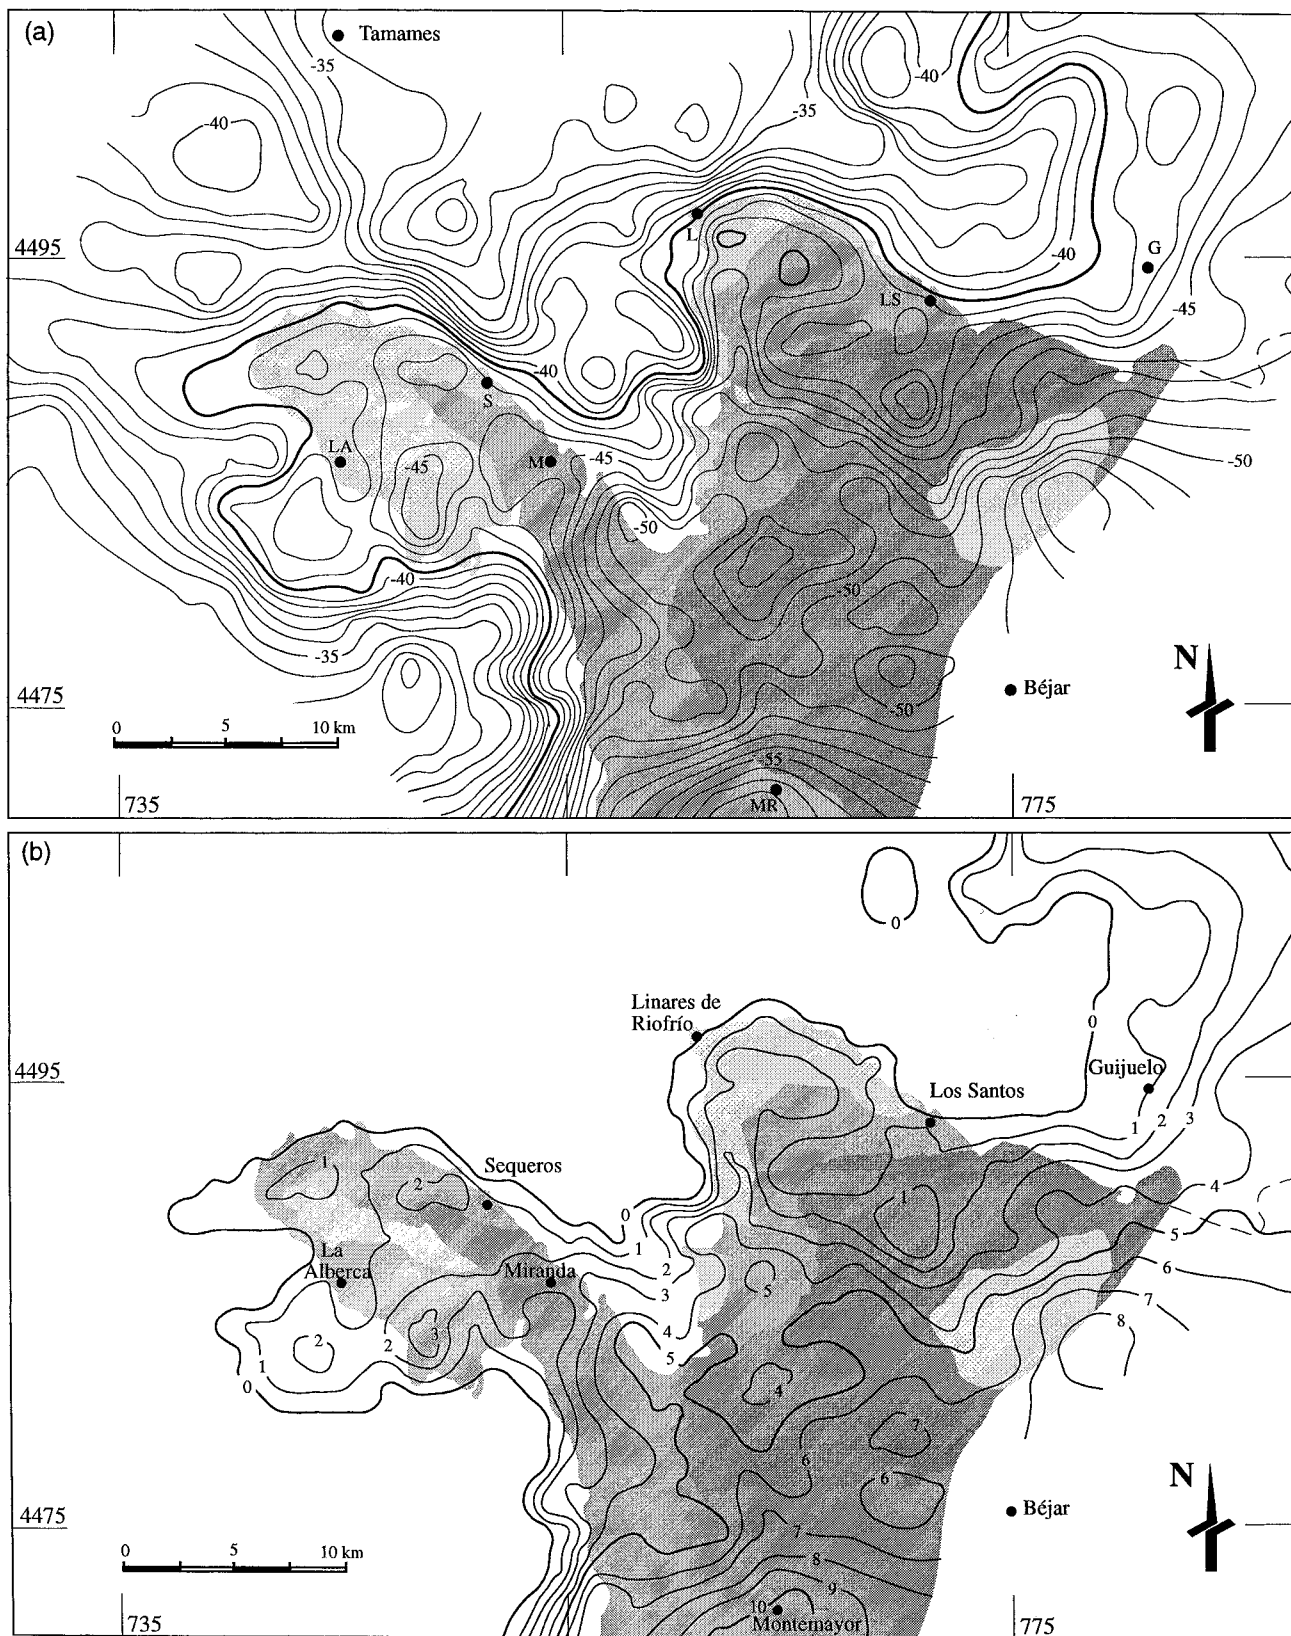 (a)
Tamames
-35
-40
-40
-35
L
4495
-40
G
LS
-45
-40
S
LA
-45
M
-45
-50
-50
-40
-50
-35
N
4475
Béjar
-50
0 5 10 km
-55
MR
735
775
(b)
0
Linares de
Riofrío
0
Guijuelo
4495
Los Santos
1
2
3
Sequeros
1
2
4
1
0
5
La
Alberca
1
2
Miranda
3
5
6
7
8
4
2
3
2
1
0
5
4
7
N
6
6
Béjar
4475
7
0 5 10 km
8
9
10
Montemayor
735
775